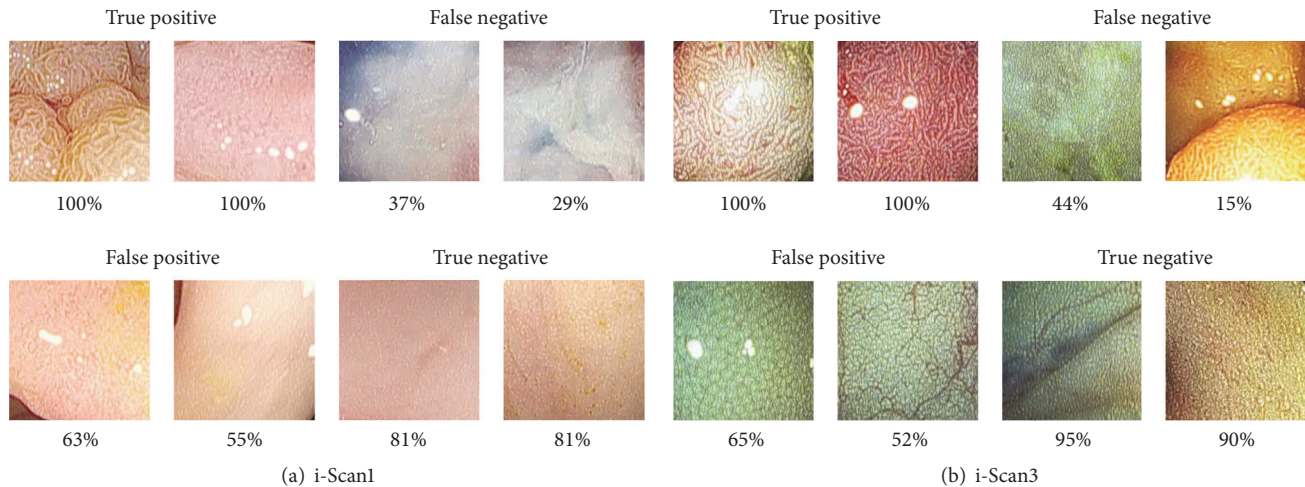 True positive False negative True positive False negative
100% 100% 37% 29% 100% 100% 44% 15%
False positive True negative False positive True negative
63% 55% 81% 81% 65% 52% 95% 90%
(a) i-Scan1 (b) i-Scan3